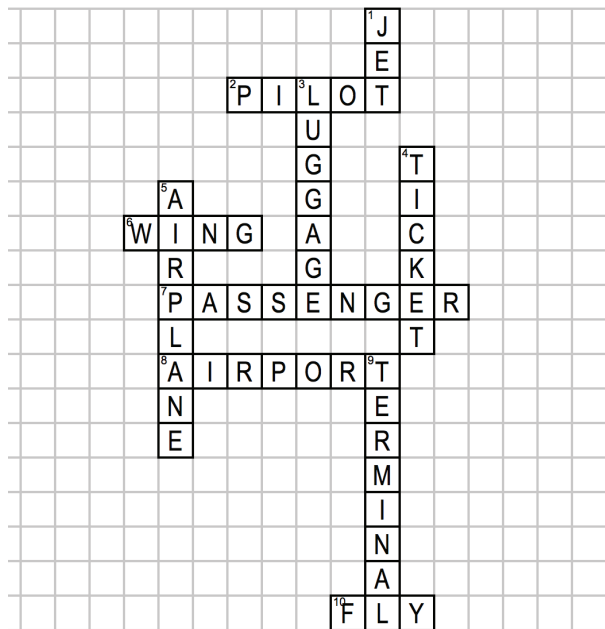 1 J
E
2 P I 3 L O T
U
G 4 T
5 A G I
6 W I N G A C
R G K
7 P A S S E N G E R
L T
8 A I R P O R 9 T
N E
E R
M
I
N
A
10 F L Y